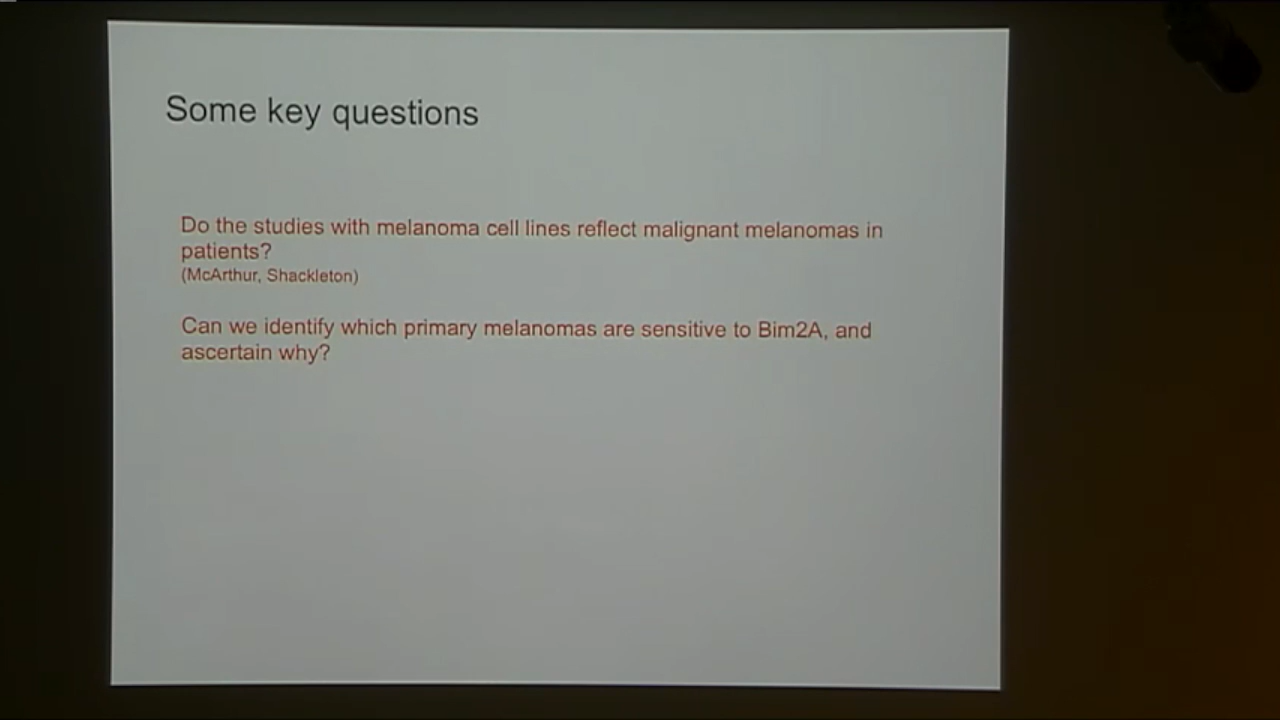 Some key questions
Do the studies with melanoma cell lines reflect malignant melanomas in
patients?
(McArthur, Shackleton)
Can we identify which primary melanomas are sensitive to Bim2A, and
ascertain why?